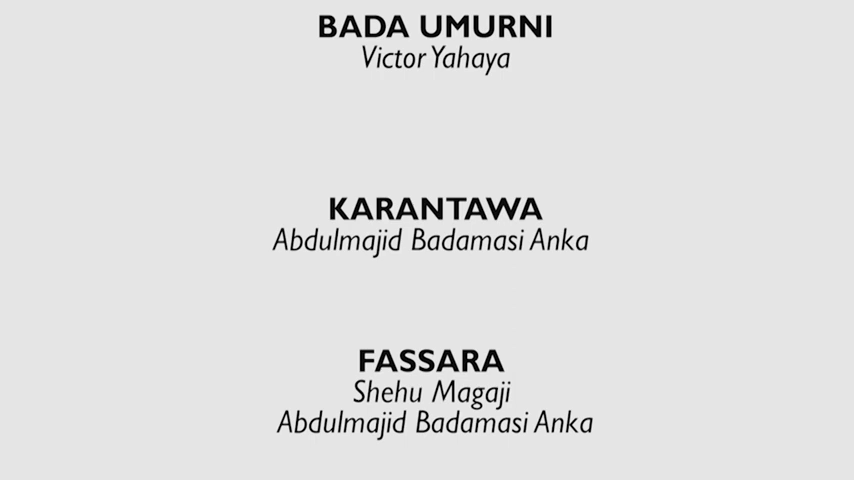 BADA UMURNI
Victor Yahaya
KARANTAWA
Abdulmajid Badamasi Anka
FASSARA
Shehu Magaji
Abdulmajid Badamasi Anka